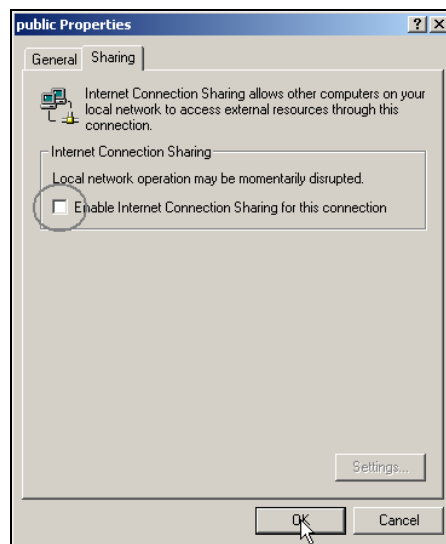 public Properties
General
Sharing
Internet Connection Sharing allows other computers on your
local network to access external resources through this
connection.
Internet Connection Sharing
Local network operation may be momentarily disrupted.
Enable Internet Connection Sharing for this connection
Settings...
OK
Cancel